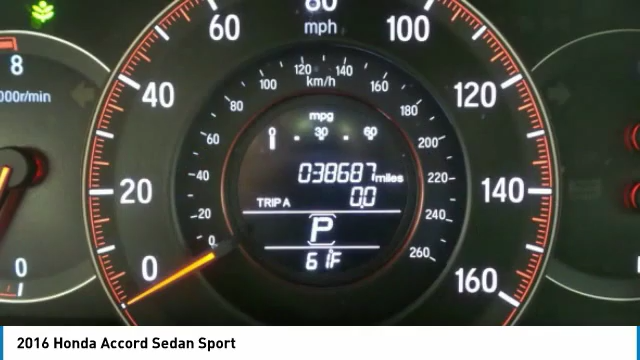 80
60
100
mph
8
120
140
100
160
km/h
000r/min
40
120
80
180
mpg
0 . 30 . 60
60
200
038687 miles
40
220
20
140
TRIP A 0.0
20
240
P
0
260
0
0
61°F
160
2016 Honda Accord Sedan Sport